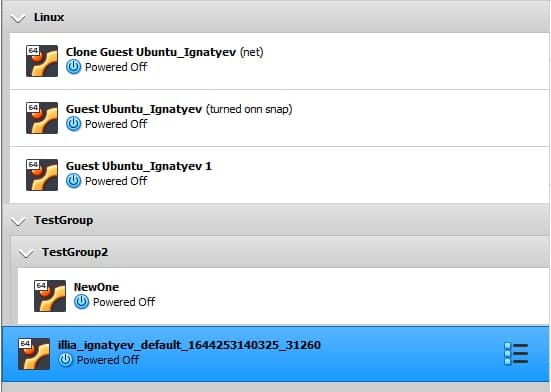 Linux
64
Clone Guest Ubuntu_Ignatyev (net)
Powered Off
64
Guest Ubuntu_Ignatyev (turned onn snap)
Powered Off
64
Guest Ubuntu_Ignatyev 1
Powered Off
TestGroup
TestGroup2
64
NewOne
Powered Off
64
illia_ignatyev_default_1644253140325_31260
Powered Off